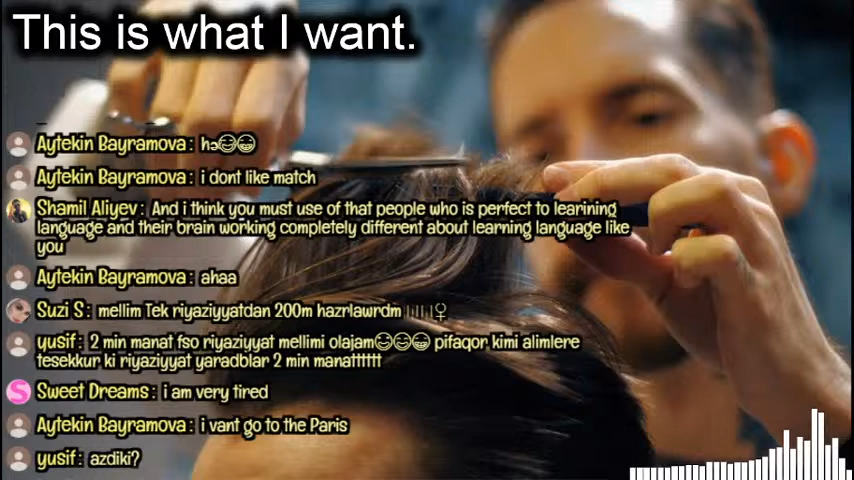 This is what I want.
Aytekin Bayramova: hə😂😁
Aytekin Bayramova: i dont like match
Shamil Aliyev: And i think you must use of that people who is perfect to learining
language and their brain working completely different about learning language like
you
Aytekin Bayramova: ahaa
Suzi S: mellim Tek riyaziyyatdan 200m hazrlawrdm
yusif: 2 min manat fso riyaziyyat mellimi olajam😂😂😁 pifaqor kimi alimlere
tesekkur ki riyaziyyat yaradblar 2 min manatttttt
Sweet Dreams: i am very tired
Aytekin Bayramova: i vant go to the Paris
yusif: azdiki?